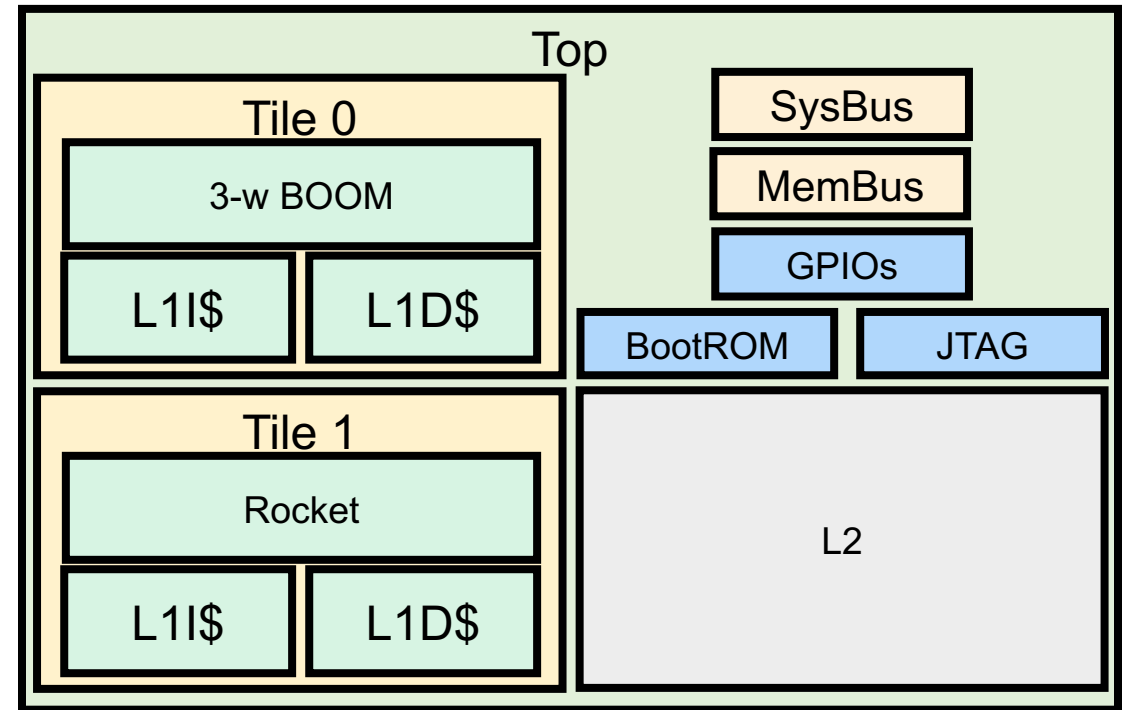 Top
Tile 0
3-w BOOM
L1I$
L1D$
Tile 1
Rocket
L1I$
L1D$
SysBus
MemBus
GPIOs
BootROM
JTAG
L2